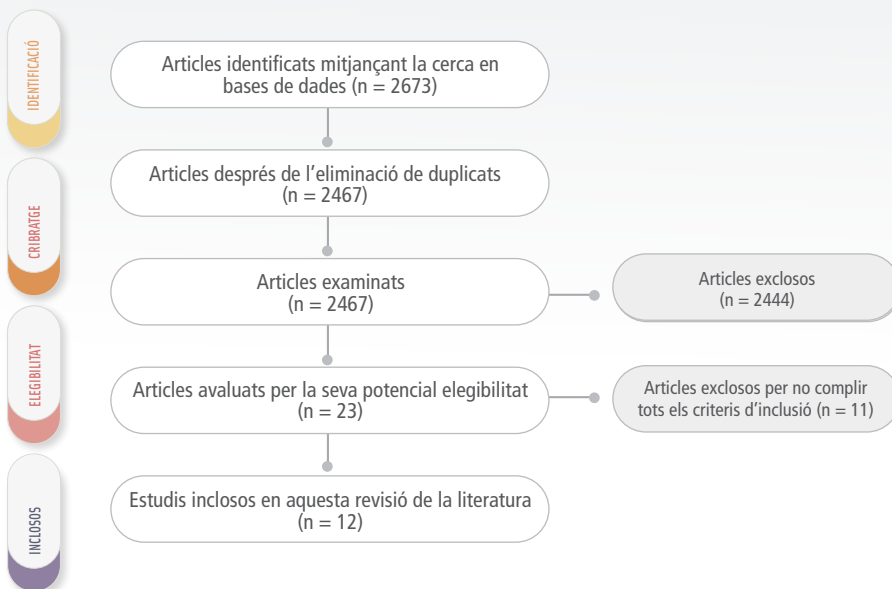 IDENTIFICACIÓ
Articles identificats mitjançant la cerca en
bases de dades (n = 2673)
Articles després de l’eliminació de duplicats
(n = 2467)
CRIBRATGE
Articles examinats
(n = 2467)
Articles exclosos
(n = 2444)
ELEGIBILITAT
Articles avaluats per la seva potencial elegibilitat
(n = 23)
Articles exclosos per no complir
tots els criteris d’inclusió (n = 11)
INCLOSOS
Estudis inclosos en aquesta revisió de la literatura
(n = 12)